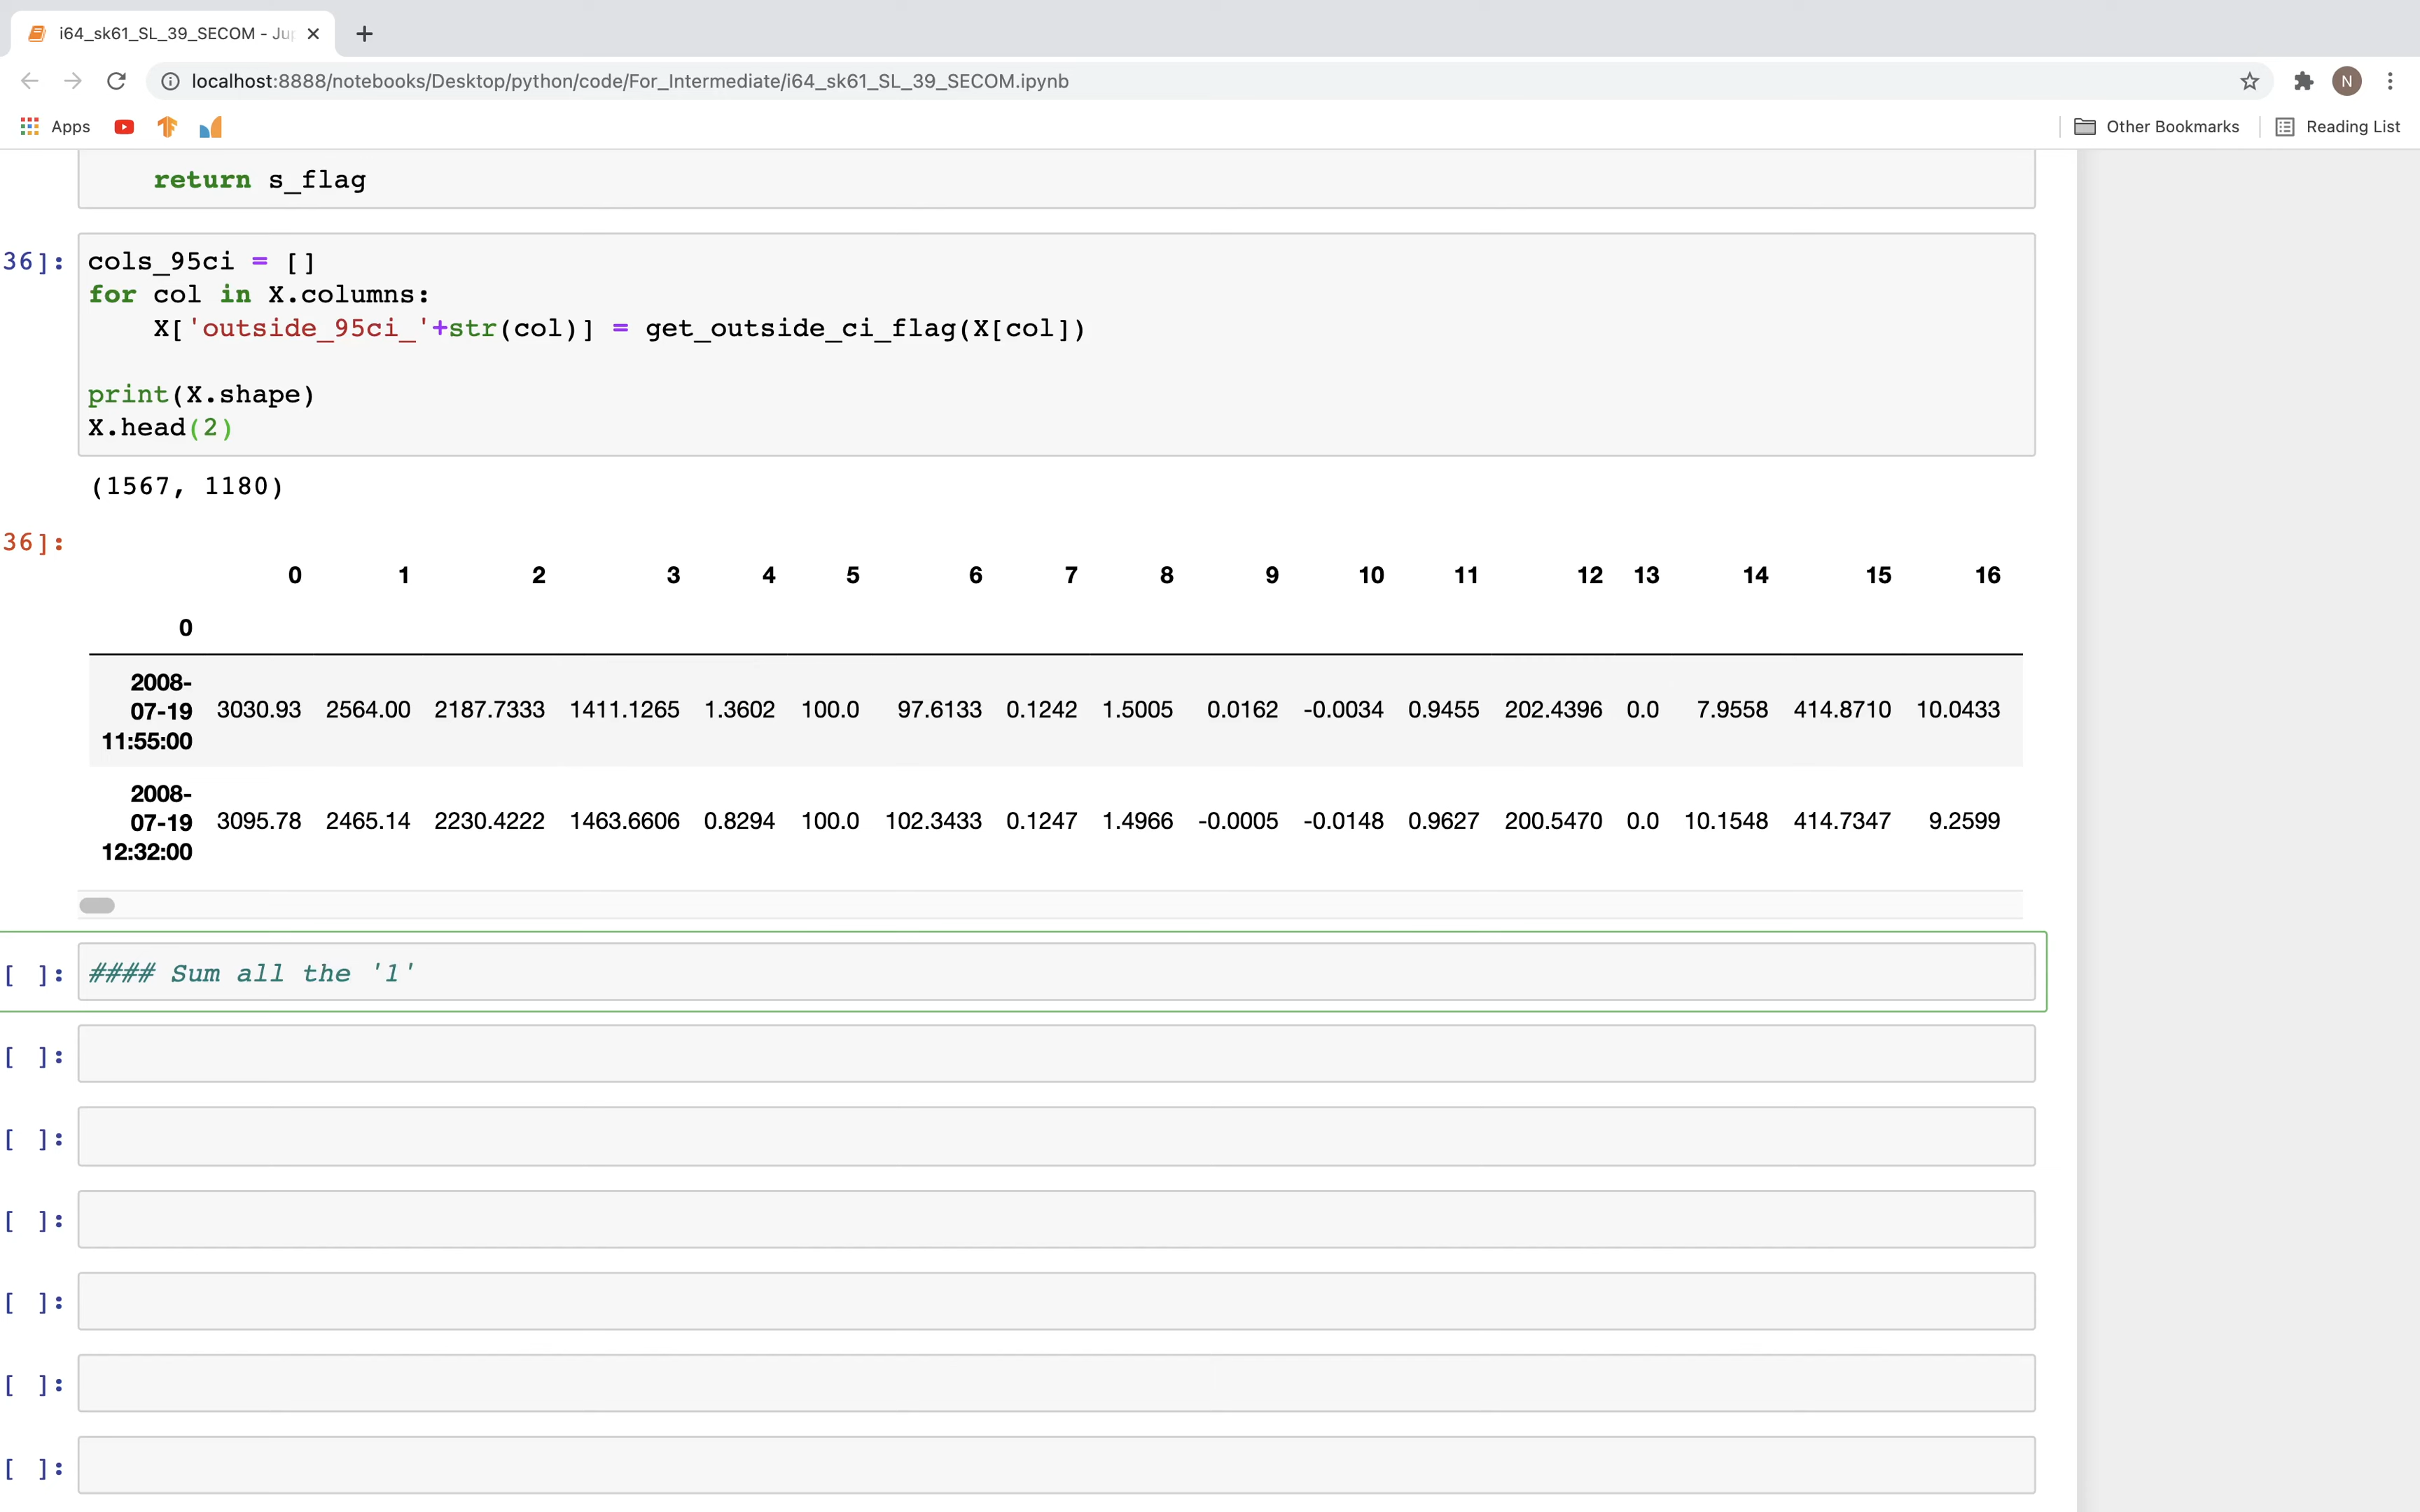 i64_sk61_SL_39_SECOM - Ju
localhost:8888/notebooks/Desktop/python/code/For_Intermediate/i64_sk61_SL_39_SECOM.ipynb
N
Apps
Other Bookmarks
Reading List
return s_flag
36]:
cols_95ci = []
for col in X.columns:
X['outside_95ci_'+str(col)] = get_outside_ci_flag(X[col])
print(X.shape)
X.head(2)
(1567, 1180)
36]:
0 1 2 3 4 5 6 7 8 9 10 11 12 13 14 15 16
0
2008-07-19 11:55:00 3030.93 2564.00 2187.7333 1411.1265 1.3602 100.0 97.6133 0.1242 1.5005 0.0162 -0.0034 0.9455 202.4396 0.0 7.9558 414.8710 10.0433
2008-07-19 12:32:00 3095.78 2465.14 2230.4222 1463.6606 0.8294 100.0 102.3433 0.1247 1.4966 -0.0005 -0.0148 0.9627 200.5470 0.0 10.1548 414.7347 9.2599
[ ]: #### Sum all the '1'
[ ]:
[ ]:
[ ]:
[ ]:
[ ]:
[ ]: